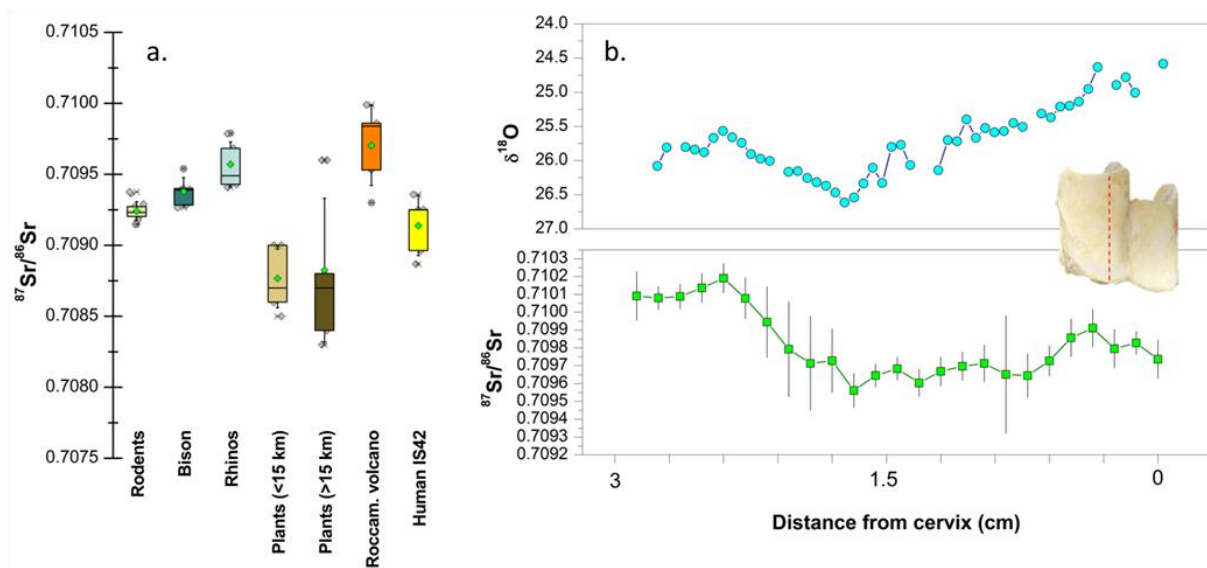 a.
0.7105
0.7100
0.7095
0.7090
0.7085
0.7080
0.7075
⁸⁷Sr/⁸⁶Sr
Rodents
Bison
Rhinos
Plants (<15 km)
Plants (>15 km)
Roccam. volcano
Human IS42
b.
24.0
24.5
25.0
25.5
26.0
26.5
27.0
δ¹⁸O
0.7103
0.7102
0.7101
0.7100
0.7099
0.7098
0.7097
0.7096
0.7095
0.7094
0.7093
0.7092
⁸⁷Sr/⁸⁶Sr
3
1.5
0
Distance from cervix (cm)